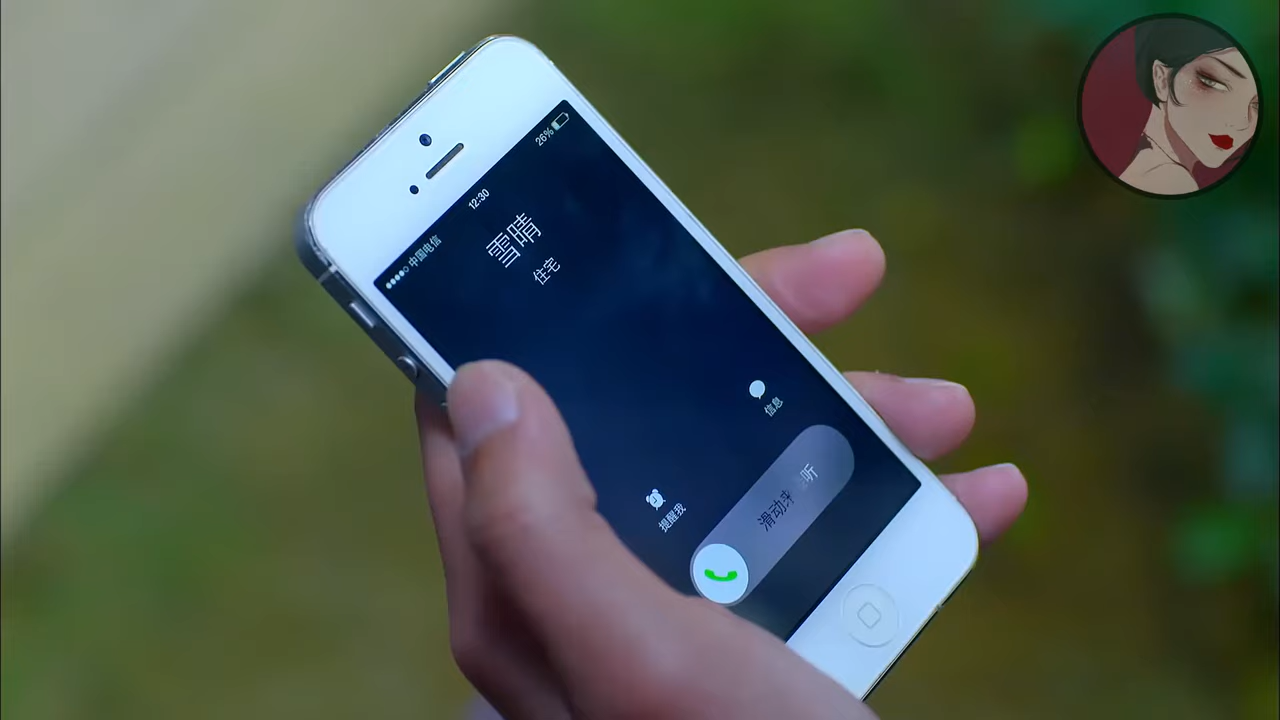 中国电信 12:30 26%
雪晴
住宅
提醒我 信息
滑动来 听